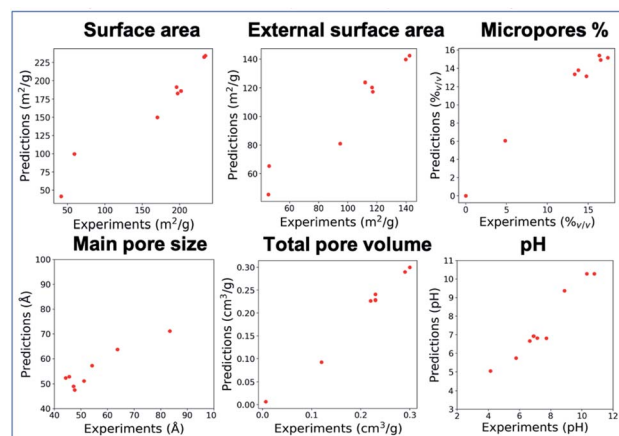 Surface area
External surface area
Micropores %
Predictions (m²/g)
225
200
175
150
125
100
75
50
50 100 150 200
Experiments (m²/g)
Predictions (m²/g)
140
120
100
80
60
60 80 100 120 140
Experiments (m²/g)
Predictions (%v/v)
16
14
12
10
8
6
4
2
0
0 5 10 15
Experiments (%v/v)
Main pore size
Total pore volume
pH
Predictions (Å)
100
90
80
70
60
50
40
40 50 60 70 80 90 10
Experiments (Å)
Predictions (cm³/g)
0.30
0.25
0.20
0.15
0.10
0.05
0.00
0.0 0.1 0.2 0.3
Experiments (cm³/g)
Predictions (pH)
11
10
9
8
7
6
5
4
3
2 4 6 8 10 12
Experiments (pH)